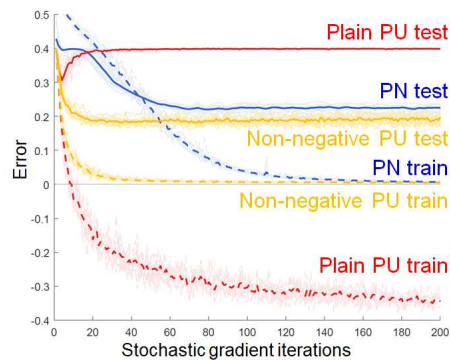 0.5
0.4
0.3
0.2
0.1
0
-0.1
-0.2
-0.3
-0.4
Error
0 20 40 60 80 100 120 140 160 180 200
Stochastic gradient iterations
Plain PU test
PN test
Non-negative PU test
PN train
Non-negative PU train
Plain PU train